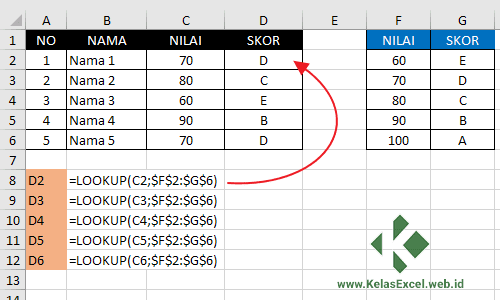 A B C D E F G
1 NO NAMA NILAI SKOR NILAI SKOR
2 1 Nama 1 70 D 60 E
3 2 Nama 2 80 C 70 D
4 3 Nama 3 60 E 80 C
5 4 Nama 4 90 B 90 B
6 5 Nama 5 70 D 100 A
7
8 D2 =LOOKUP(C2;$F$2:$G$6)
9 D3 =LOOKUP(C3;$F$2:$G$6)
10 D4 =LOOKUP(C4;$F$2:$G$6)
11 D5 =LOOKUP(C5;$F$2:$G$6)
12 D6 =LOOKUP(C6;$F$2:$G$6)
13 www.KelasExcel.web.id